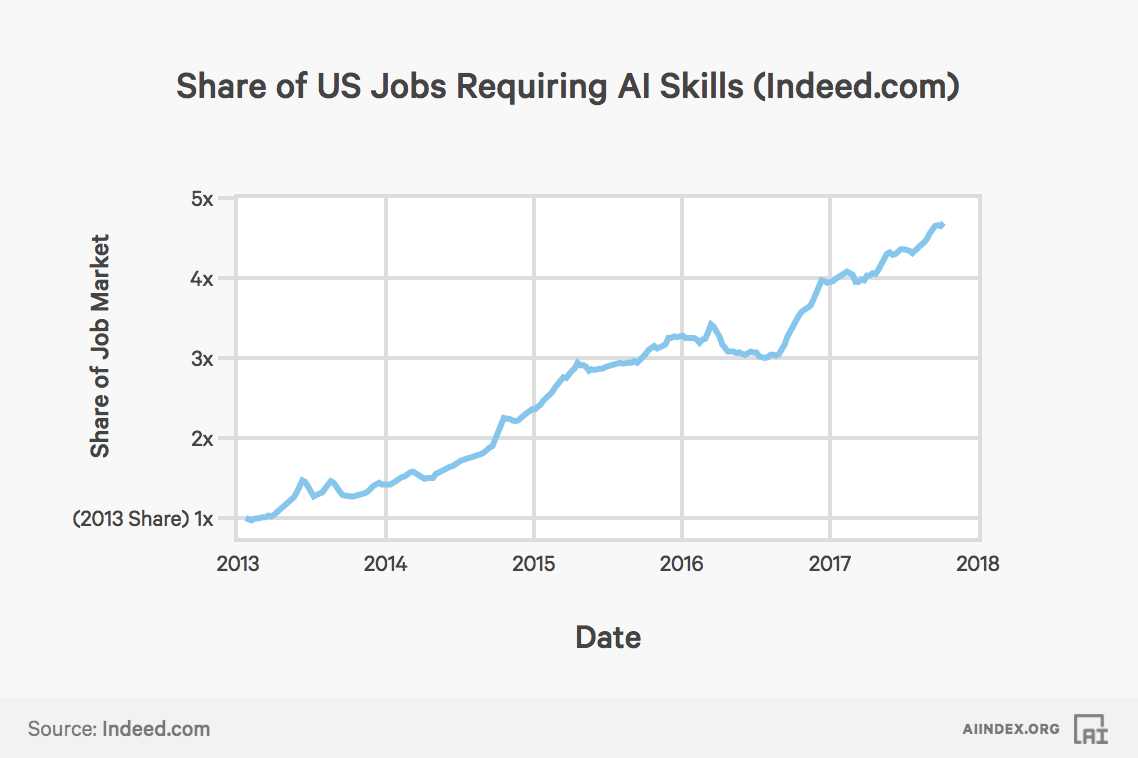 Share of US Jobs Requiring AI Skills (Indeed.com)
Share of Job Market
5x
4x
3x
2x
(2013 Share) 1x
2013 2014 2015 2016 2017 2018
Date
Source: Indeed.com
AIINDEX.ORG AI